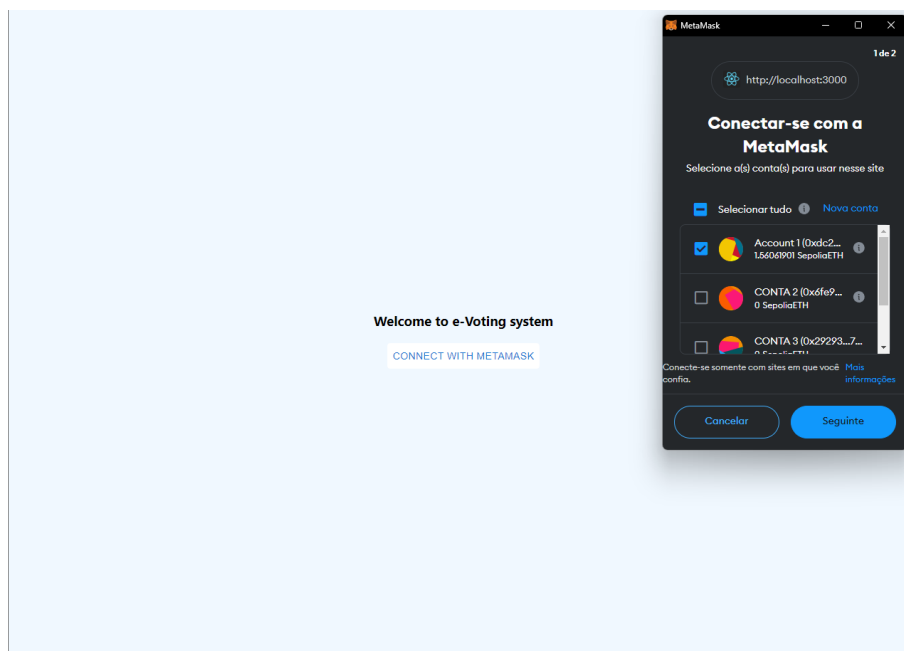 MetaMask
1 de 2
http://localhost:3000
Conectar-se com a
MetaMask
Selecione a(s) conta(s) para usar nesse site
Selecionar tudo Nova conta
Account 1 (0xdc2...
1.56061901 SepoliaETH
CONTA 2 (0x6fe9...
0 SepoliaETH
CONTA 3 (0x29293...7...
0 SepoliaETH
Conecte-se somente com sites em que você confia.
Mais informações
Cancelar Seguinte
Welcome to e-Voting system
CONNECT WITH METAMASK